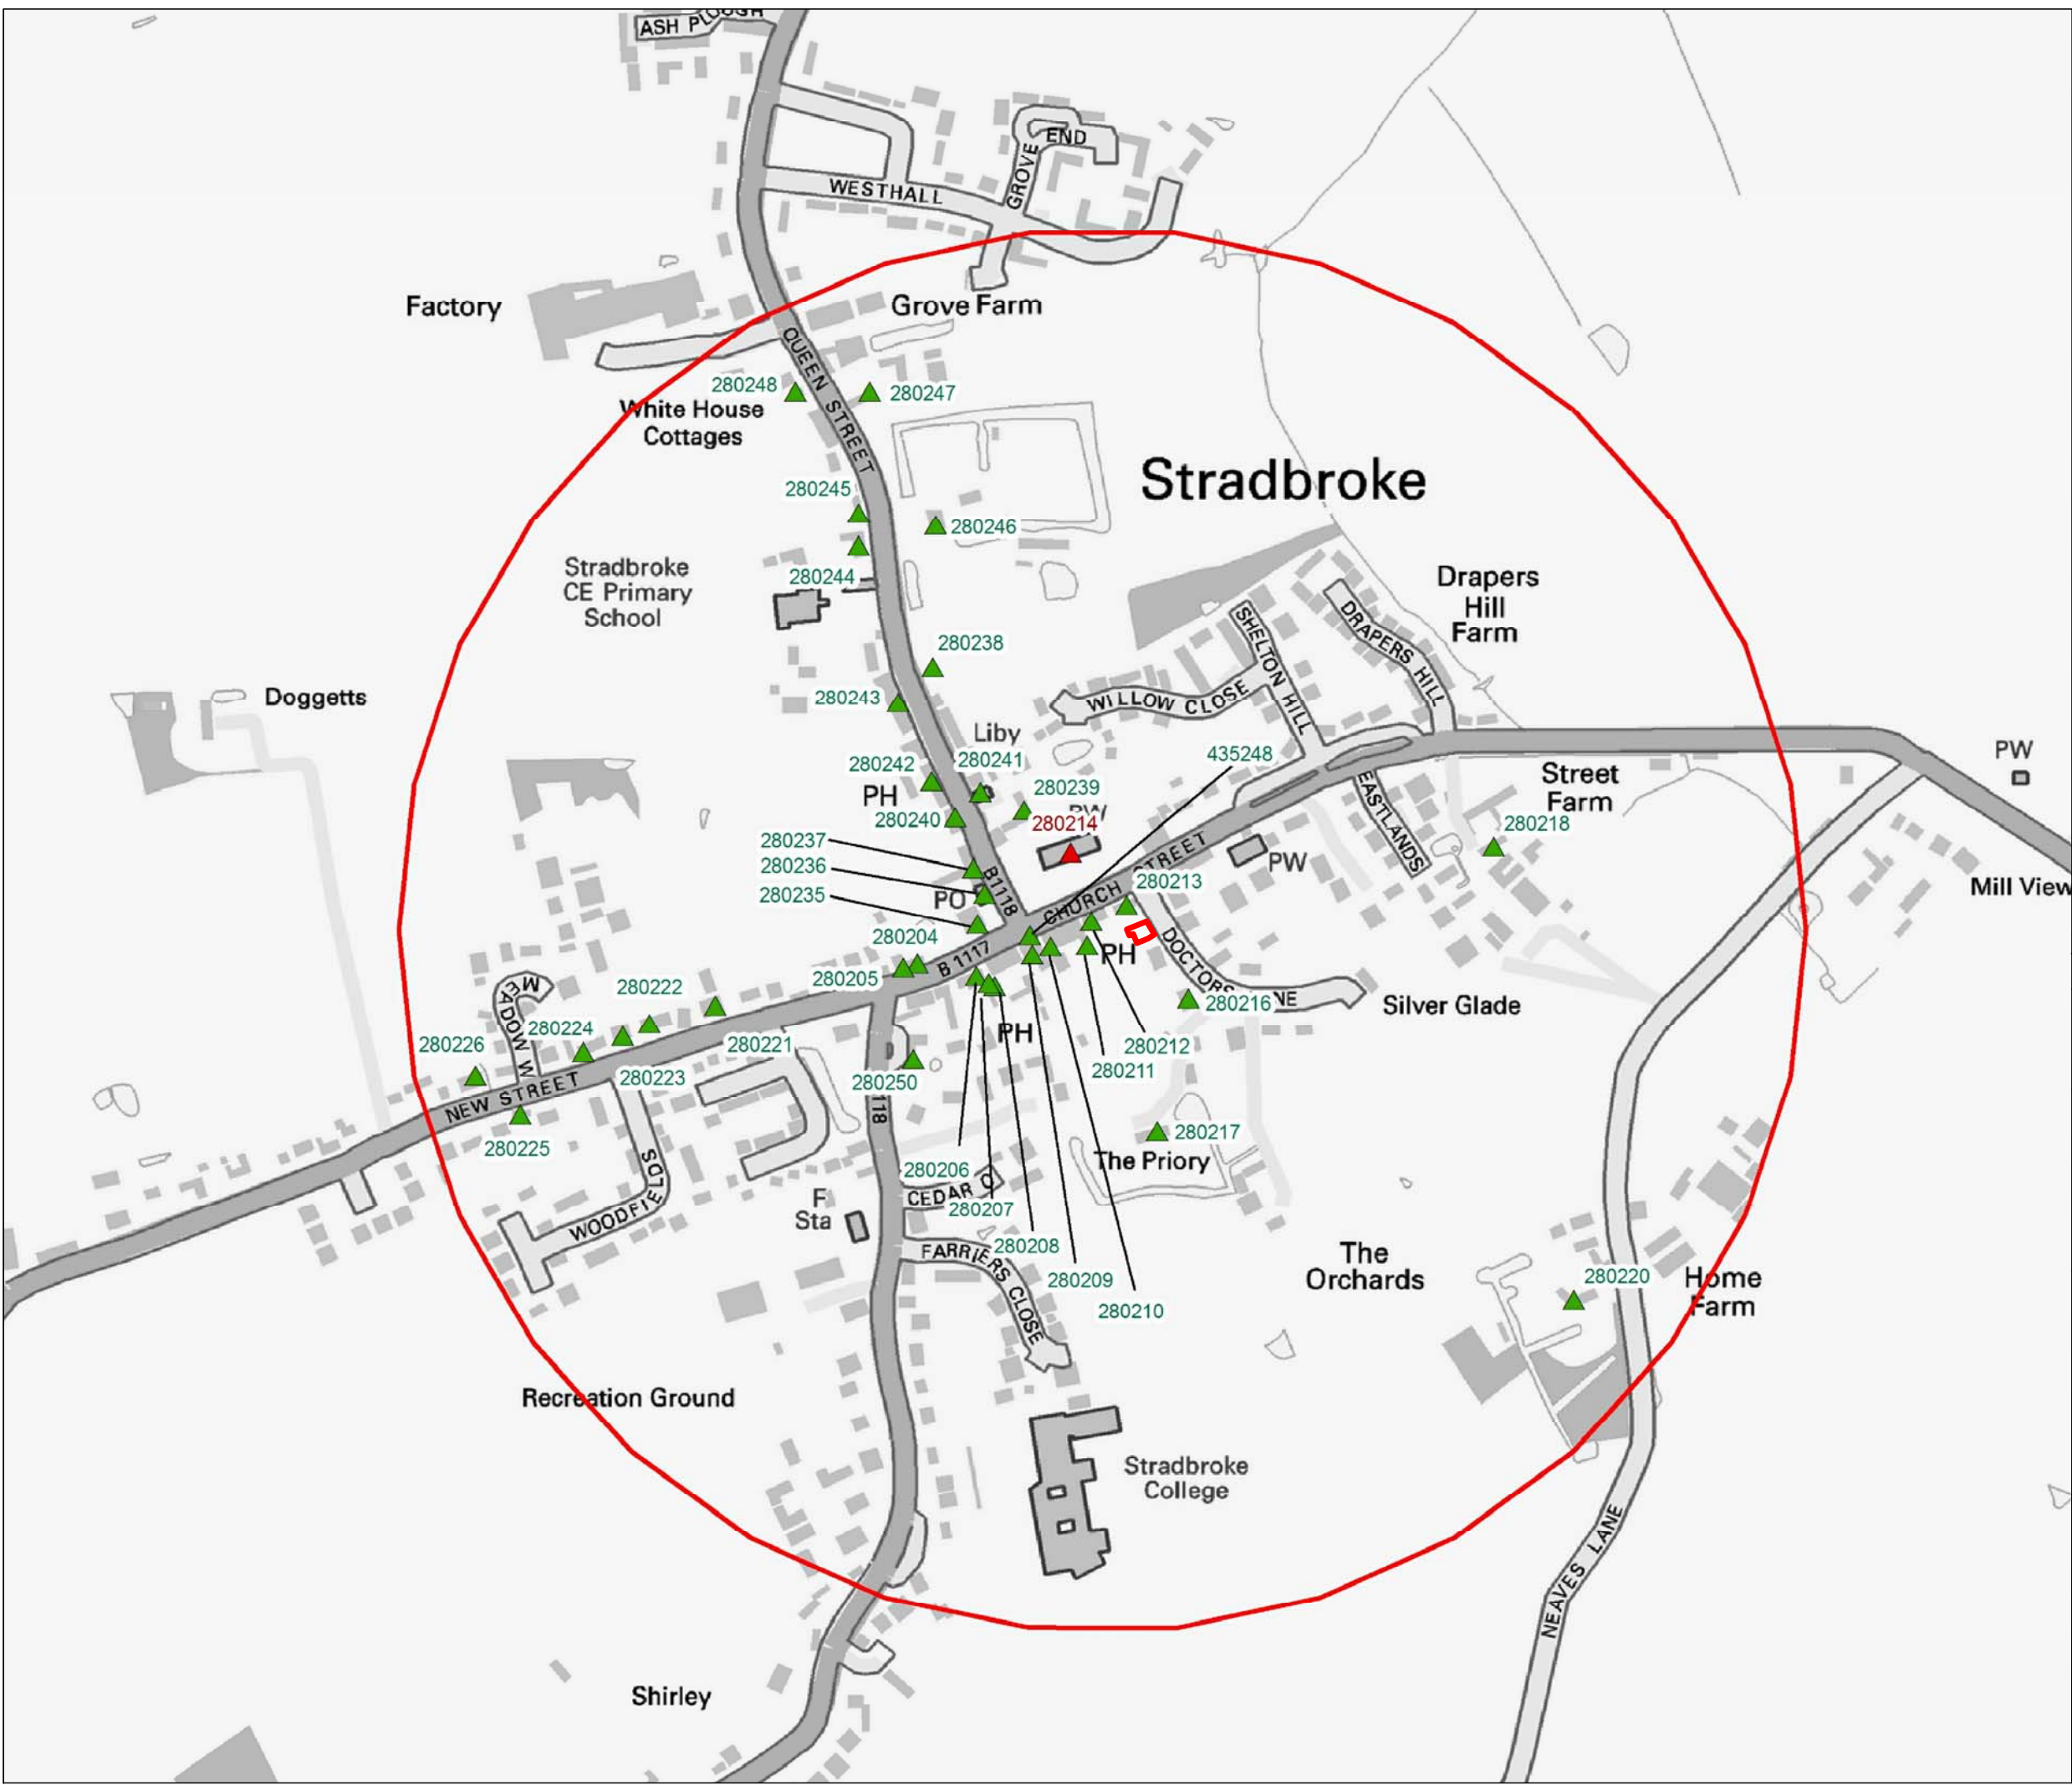 ASH PLOUGH
END
GROVE
WESTHALL
Factory
Grove Farm
QUEEN STREET
280248
280247
White House
Cottages
Stradbroke
280245
280246
Stradbroke
CE Primary
School
280244
Drapers
Hill
Farm
DRAPERS HILL
SHELTON HILL
280238
WILLOW CLOSE
Doggetts
280243
Liby
280241
435248
PW
280242
280239
PH
PW
Street
Farm
280240
280214
280218
EASTLANDS
280237
280236
PO
280235
B1118
CHURCH STREET
PW
280213
Mill View
280204
B 1117
PH
DOCTORS
NE
280205
280216
Silver Glade
MEADOW W
280222
280224
PH
280226
280221
280212
280223
280250
280211
NEW STREET
118
280225
280217
The Priory
WOODFIELDS
280206
CEDAR C
F
Sta
280207
FARRIERS CLOSE
280208
The
Orchards
280209
280220
Home
Farm
280210
Recreation Ground
Stradbroke
College
NEAVES LANE
Shirley